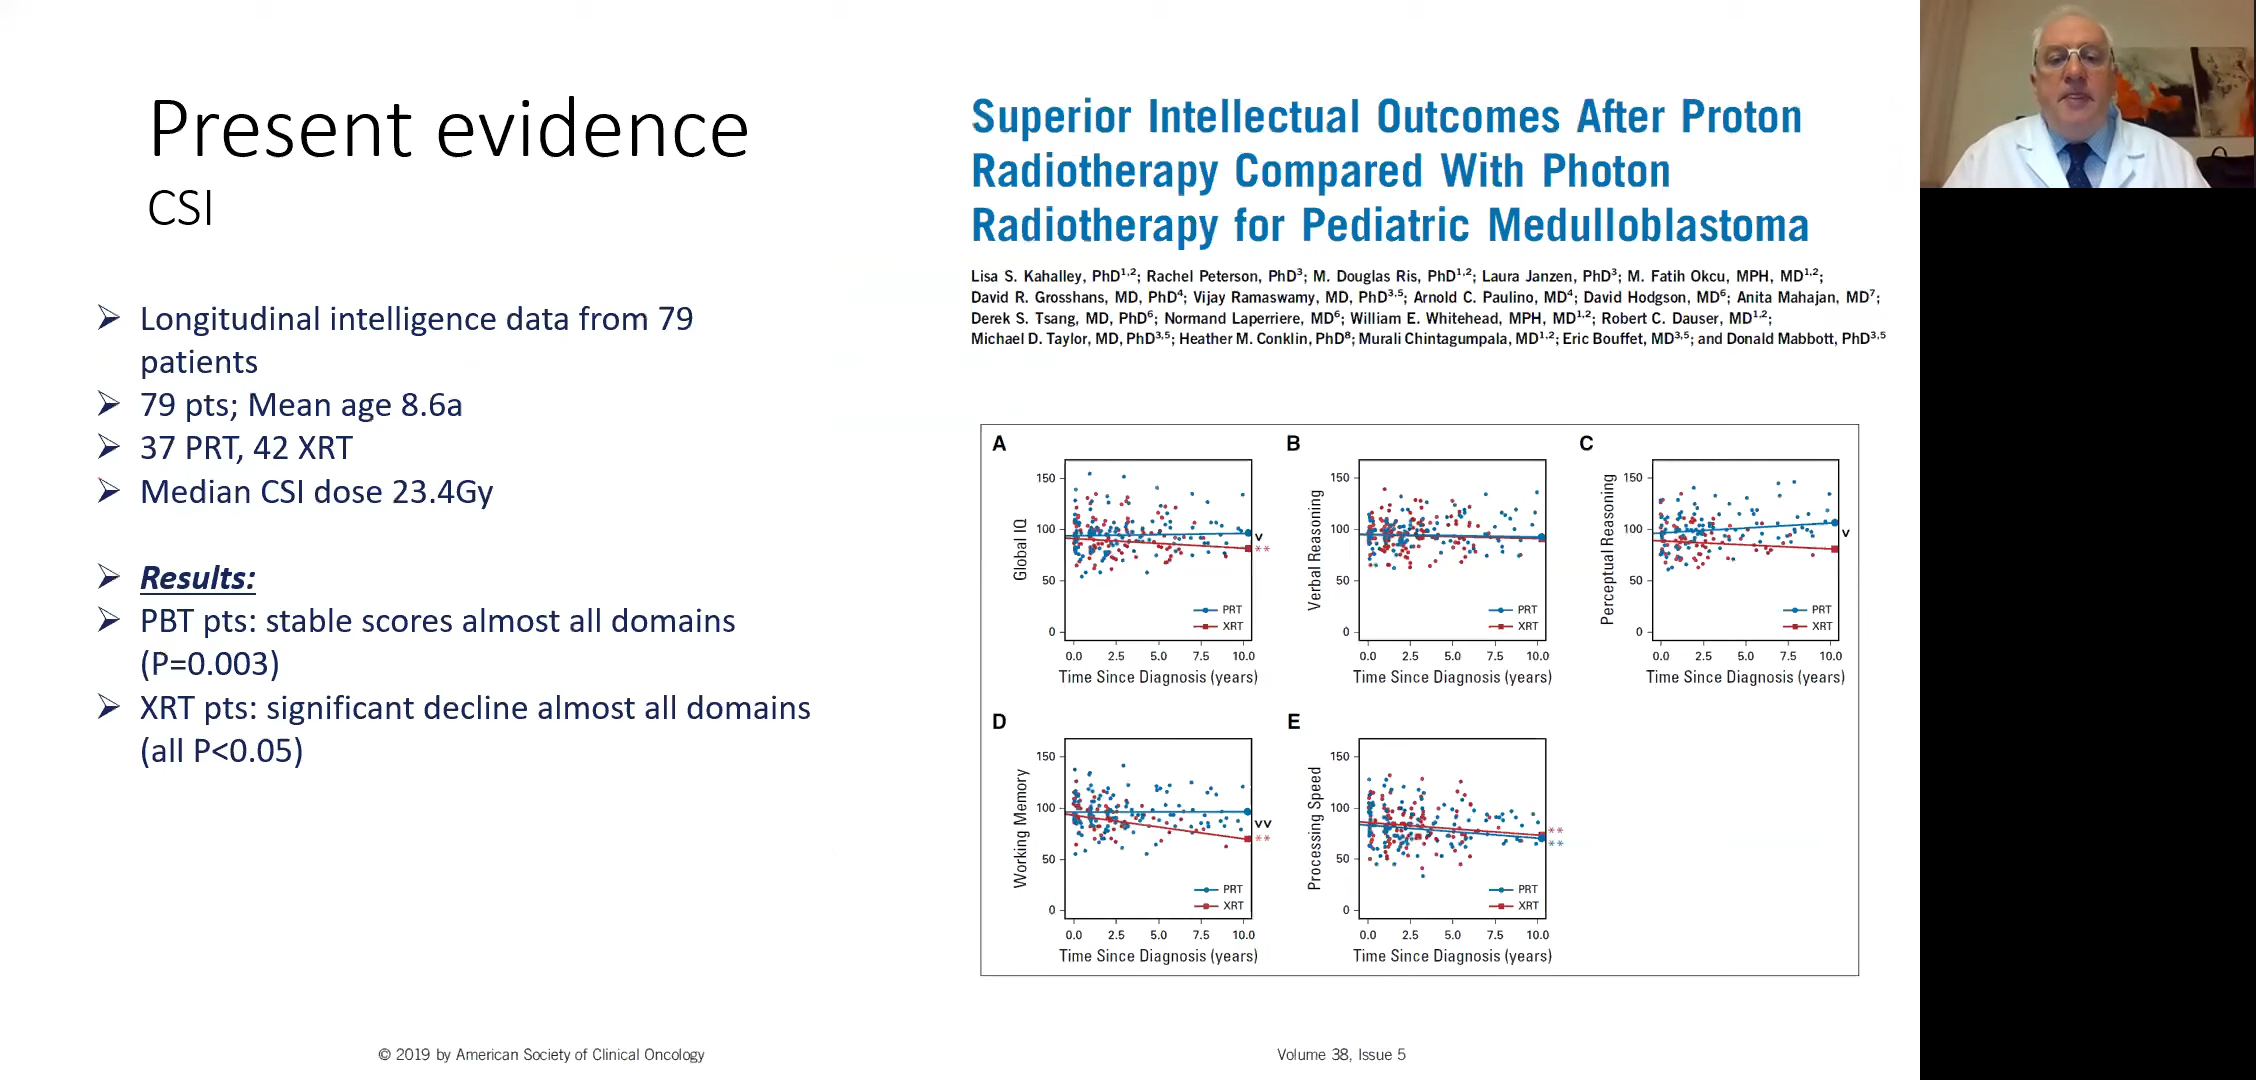 Present evidence
CSI
Longitudinal intelligence data from 79
patients
79 pts; Mean age 8.6a
37 PRT, 42 XRT
Median CSI dose 23.4Gy
Results:
PBT pts: stable scores almost all domains
(P=0.003)
XRT pts: significant decline almost all domains
(all P<0.05)
Superior Intellectual Outcomes After Proton
Radiotherapy Compared With Photon
Radiotherapy for Pediatric Medulloblastoma
Lisa S. Kahalley, PhD1,2; Rachel Peterson, PhD3; M. Douglas Ris, PhD1,2; Laura Janzen, PhD3; M. Fatih Okcu, MPH, MD1,2;
David R. Grosshans, MD, PhD4; Vijay Ramaswamy, MD, PhD3,5; Arnold C. Paulino, MD4; David Hodgson, MD6; Anita Mahajan, MD7;
Derek S. Tsang, MD, PhD6; Normand Laperriere, MD6; William E. Whitehead, MPH, MD1,2; Robert C. Dauser, MD1,2;
Michael D. Taylor, MD, PhD3,5; Heather M. Conklin, PhD8; Murali Chintagumpala, MD1,2; Eric Bouffet, MD3,5; and Donald Mabbott, PhD3,5
A
Global IQ
150
100
50
0
v
**
PRT
XRT
0.0 2.5 5.0 7.5 10.0
Time Since Diagnosis (years)
B
Verbal Reasoning
150
100
50
0
PRT
XRT
0.0 2.5 5.0 7.5 10.0
Time Since Diagnosis (years)
C
Perceptual Reasoning
150
100
50
0
v
PRT
XRT
0.0 2.5 5.0 7.5 10.0
Time Since Diagnosis (years)
D
Working Memory
150
100
50
0
vv
**
PRT
XRT
0.0 2.5 5.0 7.5 10.0
Time Since Diagnosis (years)
E
Processing Speed
150
100
50
0
**
**
PRT
XRT
0.0 2.5 5.0 7.5 10.0
Time Since Diagnosis (years)
© 2019 by American Society of Clinical Oncology
Volume 38, Issue 5